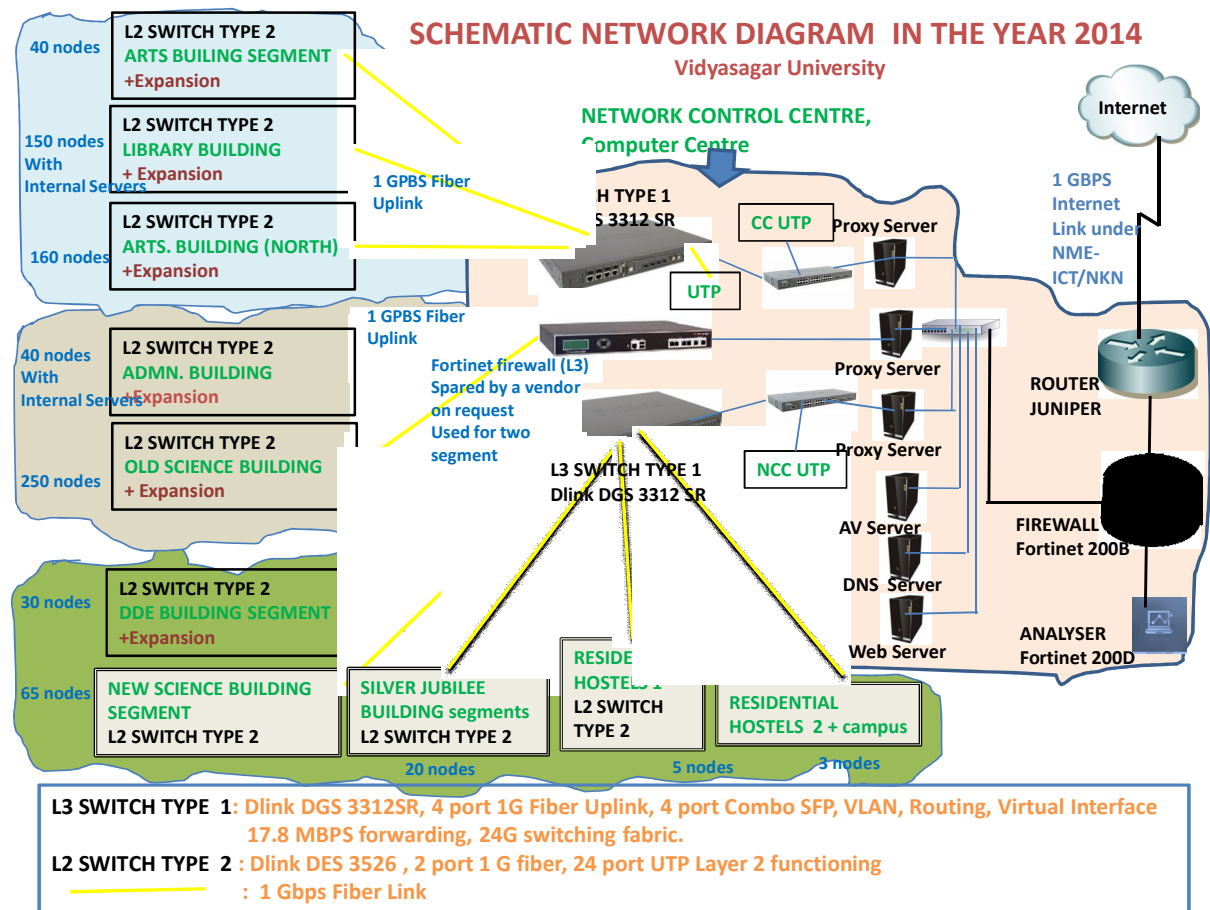 SCHEMATIC NETWORK DIAGRAM IN THE YEAR 2014
Vidyasagar University
40 nodes
L2 SWITCH TYPE 2
ARTS BUILING SEGMENT
+Expansion
150 nodes
With
Internal Servers
L2 SWITCH TYPE 2
LIBRARY BUILDING
+ Expansion
160 nodes
L2 SWITCH TYPE 2
ARTS. BUILDING (NORTH)
+Expansion
1 GPBS Fiber
Uplink
NETWORK CONTROL CENTRE,
Computer Centre
CH TYPE 1
S 3312 SR
CC UTP
UTP
Proxy Server
Internet
1 GBPS
Internet
Link under
NME-
ICT/NKN
40 nodes
With
Internal Servers
L2 SWITCH TYPE 2
ADMN. BUILDING
+Expansion
250 nodes
L2 SWITCH TYPE 2
OLD SCIENCE BUILDING
+ Expansion
1 GPBS Fiber
Uplink
Fortinet firewall (L3)
Spared by a vendor
on request
Used for two
segment
L3 SWITCH TYPE 1
Dlink DGS 3312 SR
NCC UTP
Proxy Server
Proxy Server
AV Server
DNS Server
Web Server
ROUTER
JUNIPER
FIREWALL
Fortinet 200B
ANALYSER
Fortinet 200D
30 nodes
L2 SWITCH TYPE 2
DDE BUILDING SEGMENT
+Expansion
65 nodes
NEW SCIENCE BUILDING
SEGMENT
L2 SWITCH TYPE 2
SILVER JUBILEE
BUILDING segments
L2 SWITCH TYPE 2
20 nodes
RESIDE
HOSTELS 1
L2 SWITCH
TYPE 2
5 nodes
RESIDENTIAL
HOSTELS 2 + campus
3 nodes
L3 SWITCH TYPE 1: Dlink DGS 3312SR, 4 port 1G Fiber Uplink, 4 port Combo SFP, VLAN, Routing, Virtual Interface
17.8 MBPS forwarding, 24G switching fabric.
L2 SWITCH TYPE 2 : Dlink DES 3526 , 2 port 1 G fiber, 24 port UTP Layer 2 functioning
: 1 Gbps Fiber Link